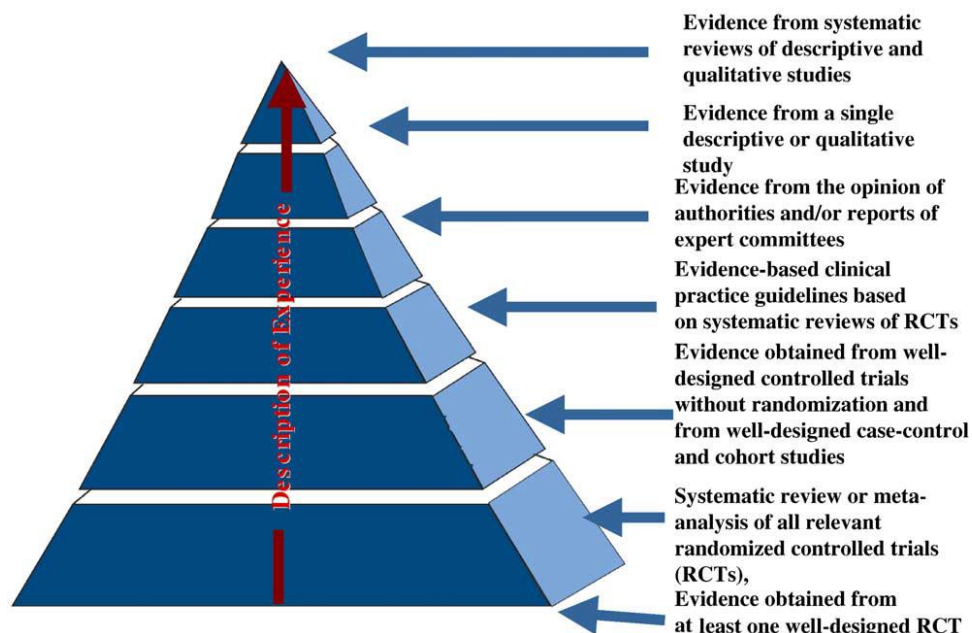 Evidence from systematic
reviews of descriptive and
qualitative studies
Evidence from a single
descriptive or qualitative
study
Evidence from the opinion of
authorities and/or reports of
expert committees
Evidence-based clinical
practice guidelines based
on systematic reviews of RCTs
Evidence obtained from well-
designed controlled trials
without randomization and
from well-designed case-control
and cohort studies
Systematic review or meta-
analysis of all relevant
randomized controlled trials
(RCTs),
Evidence obtained from
at least one well-designed RCT
Description of Experience